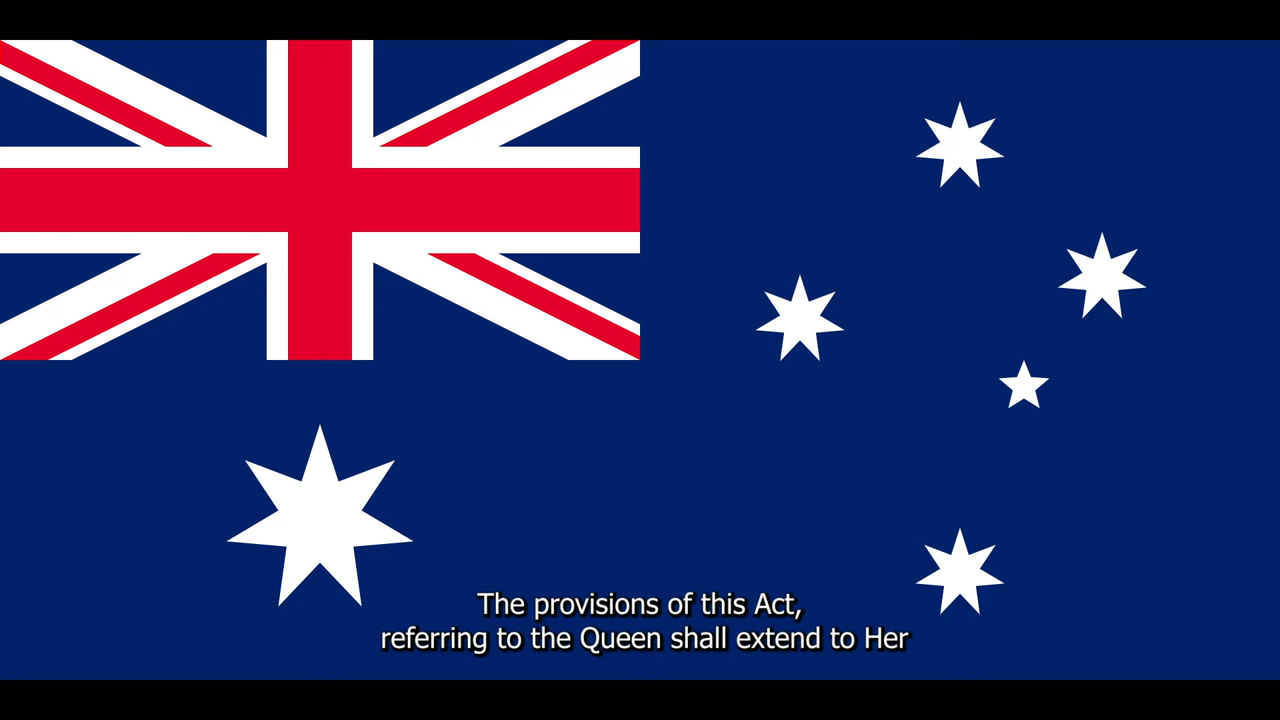 The provisions of this Act,
referring to the Queen shall extend to Her